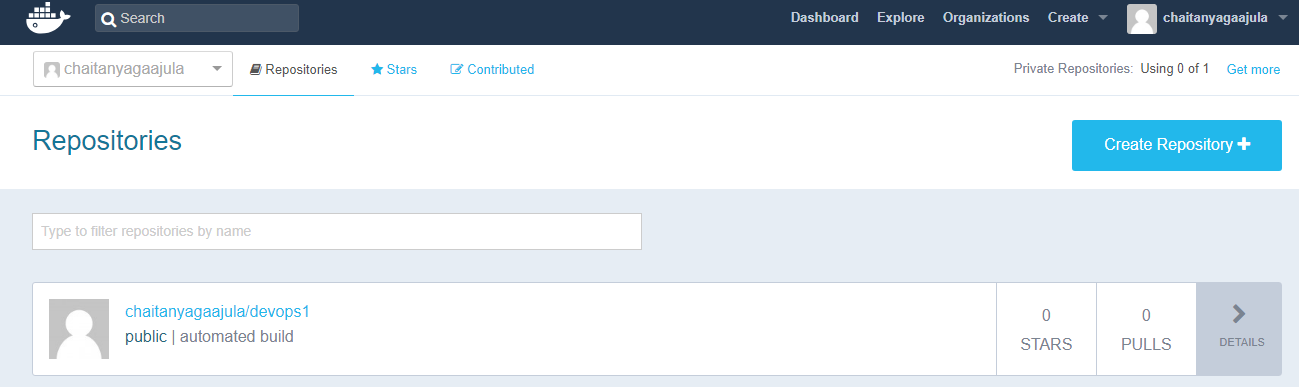 Search
Dashboard Explore Organizations Create chaitanyagaajula
chaitanyagaajula Repositories Stars Contributed Private Repositories: Using 0 of 1 Get more
Repositories
Create Repository
Type to filter repositories by name
chaitanyagaajula/devops1
public | automated build
0
STARS
0
PULLS
DETAILS